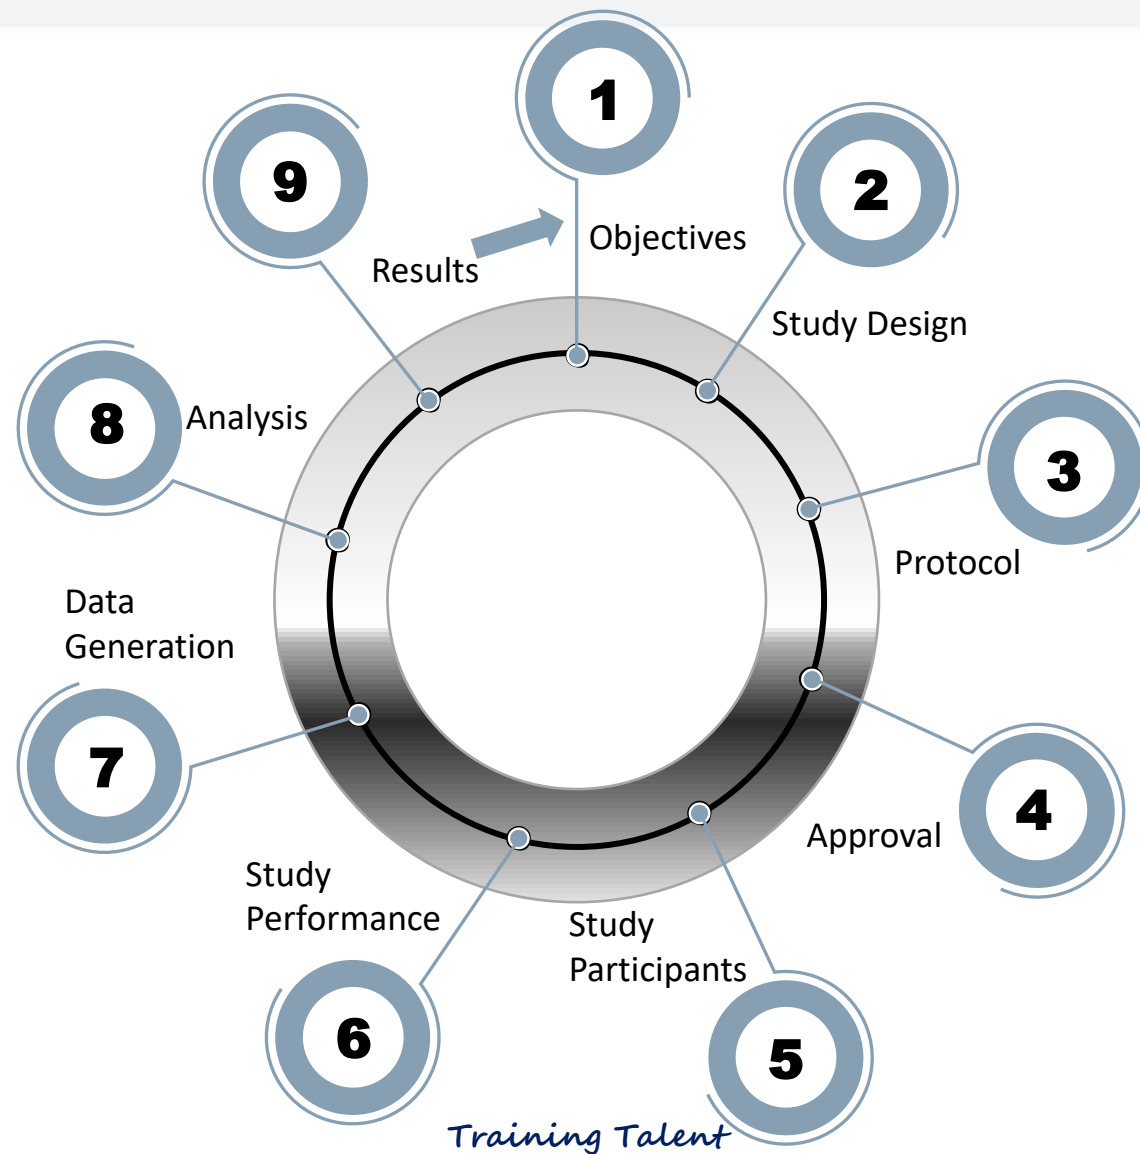 1
Objectives
2
Study Design
3
Protocol
4
Approval
5
Study
Participants
6
Study
Performance
7
Data
Generation
8
Analysis
9
Results
Training Talent